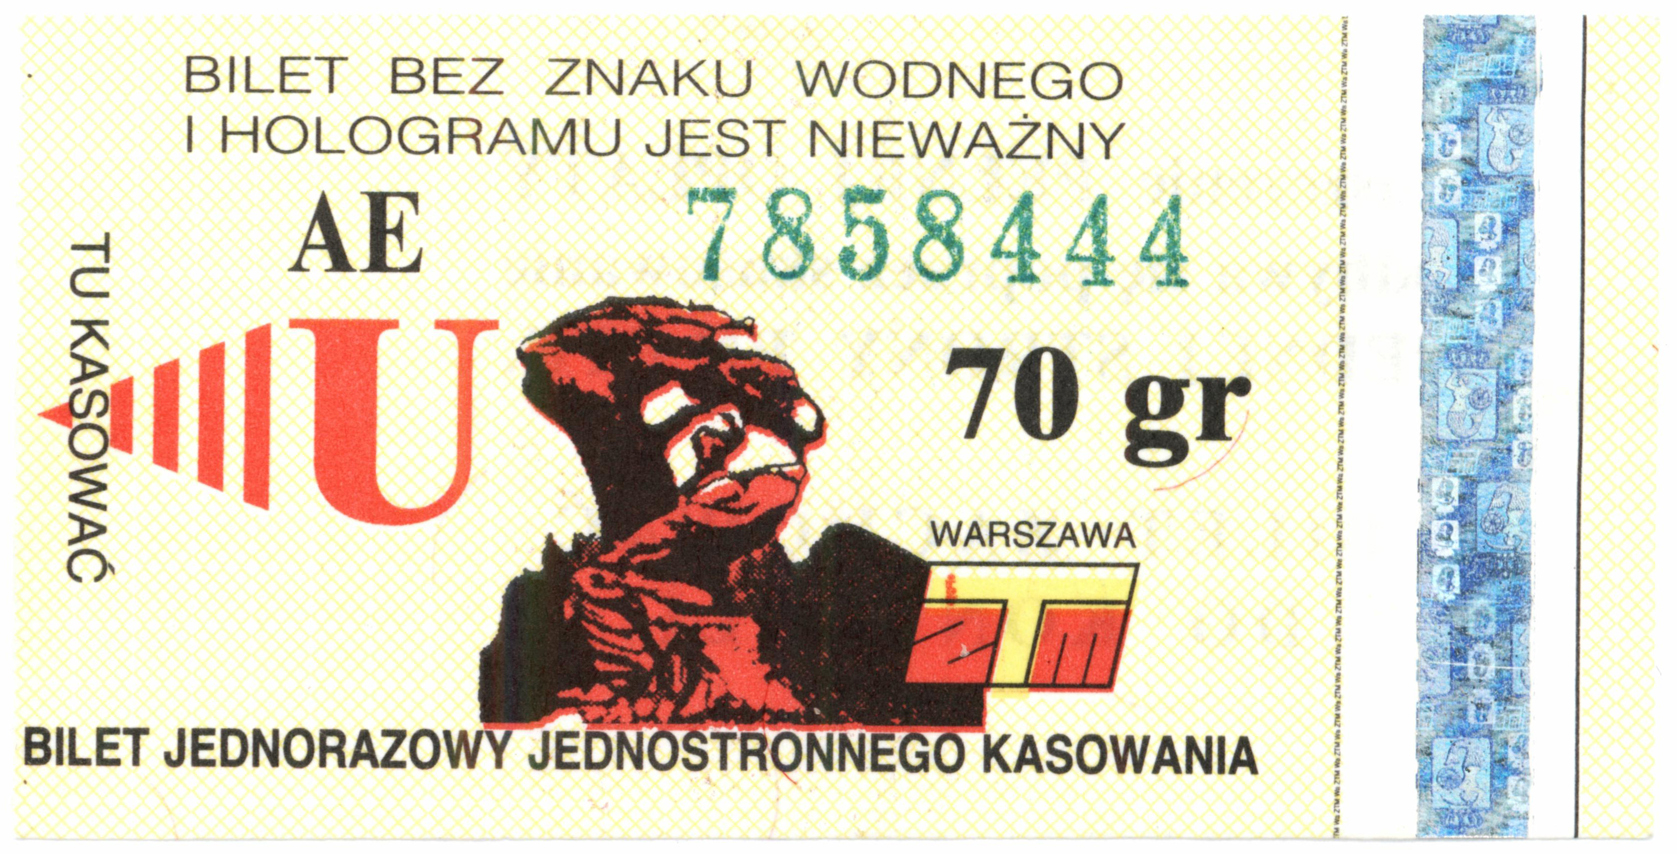 BILET BEZ ZNAKU WODNEGO
I HOLOGRAMU JEST NIEWAŻNY
AE 7858444
TU KASOWAĆ
U
70 gr
WARSZAWA
ZTM
BILET JEDNORAZOWY JEDNOSTRONNEGO KASOWANIA